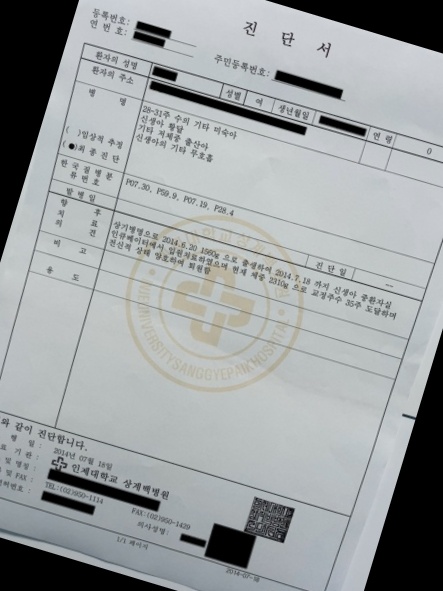 진 단 서
등록번호:
연 번 호:
주민등록번호:
환자의 성별 성별 여 생년월일 연 령 0
환자의 주소
병 명
28-31주 수의 기타 미숙아
신생아 황달
기타 저체중 출산아
신생아의 기타 무호흡
( )임상적 추정
(●)최 종 진 단
한 국 질 병 분
류 번 호
P07.30, P59.9, P07.19, P28.4
발 병 일
진 단 일
향 후
치 료
의 견
상기병명으로 2014.6.20 1560g 으로 출생하여 2014.7.18 까지 신생아 중환자실
인큐베이터에서 입원치료하였으며 현재 체중 2310g 으로 교정주수 35주 도달하며
전신적 상태 양호하며 퇴원함
비 고
용 도
와 같이 진단합니다.
행 일 : 2014년 07월 18일
료 기 관 : 인제대학교 상계백병원
및 명칭 :
및 FAX : TEL:(02)950-1114 FAX:(02)950-1429
의사성명:
1/1 페이지
2014-07-18